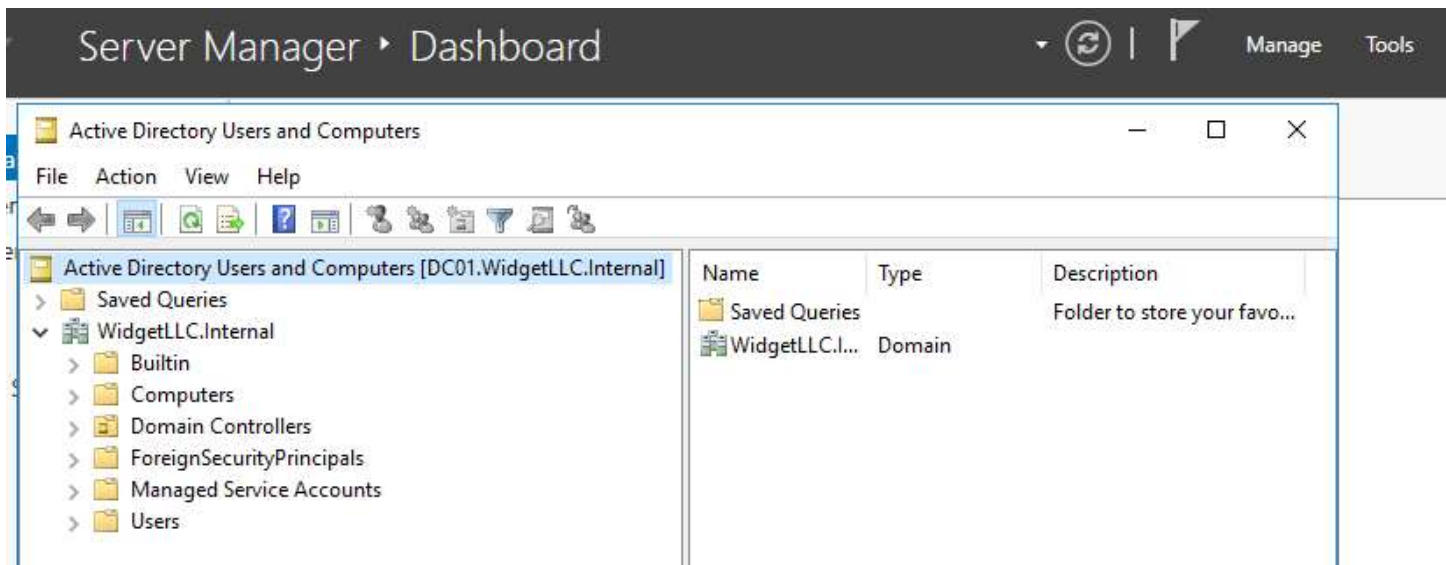 Server Manager ‣ Dashboard
Manage Tools
Active Directory Users and Computers
File Action View Help
Active Directory Users and Computers [DC01.WidgetLLC.Internal]
Saved Queries
WidgetLLC.Internal
Builtin
Computers
Domain Controllers
ForeignSecurityPrincipals
Managed Service Accounts
Users
Name Type Description
Saved Queries Folder to store your favo...
WidgetLLC.I... Domain